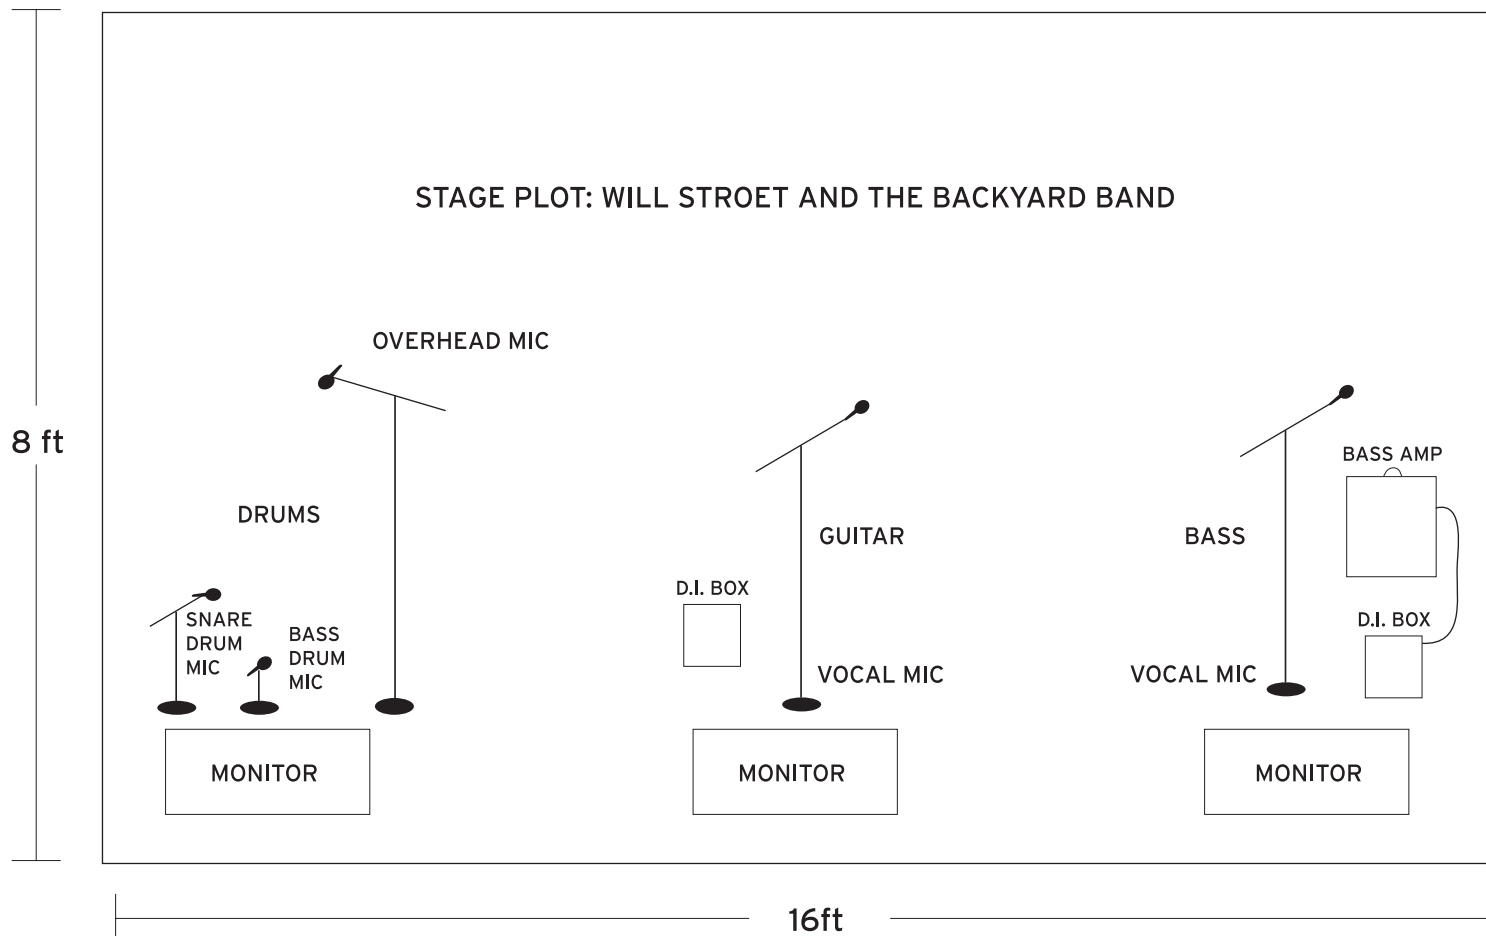 STAGE PLOT: WILL STROET AND THE BACKYARD BAND
OVERHEAD MIC
8 ft
BASS AMP
DRUMS
GUITAR
BASS
D.I. BOX
SNARE
DRUM
MIC
BASS
DRUM
MIC
D.I. BOX
VOCAL MIC
VOCAL MIC
MONITOR
MONITOR
MONITOR
16ft